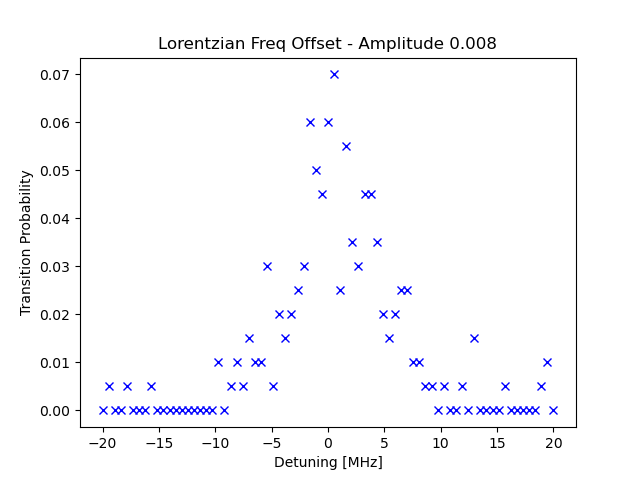 Lorentzian Freq Offset - Amplitude 0.008
0.07
0.06
0.05
0.04
0.03
0.02
0.01
0.00
Transition Probability
−20 −15 −10 −5 0 5 10 15 20
Detuning [MHz]